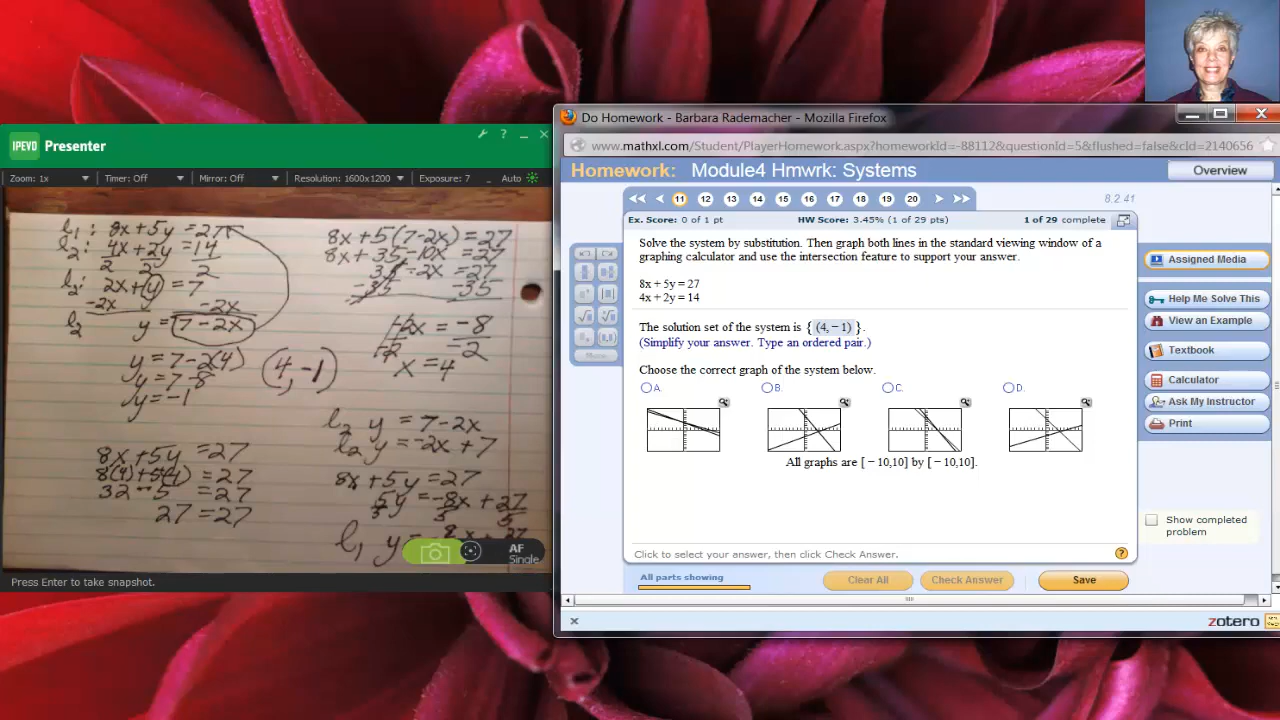 IPEVO Presenter
Zoom: 1x Timer: Off Mirror: Off Resolution: 1600x1200 Exposure: 7 Auto
l₁: 8x + 5y = 27
l₂: 4x + 2y = 14
2 2 2
l₂: 2x + y = 7
-2x -2x
l₂ y = 7 - 2x
y = 7 - 2(4)
y = 7 - 8
y = -1
(4, -1)
8x + 5y = 27
32 - 5 = 27
27 = 27
8x + 5(7-2x) = 27
8x + 35 - 10x = 27
35 - 2x = 27
-35 -35
-2x = -8
-2 -2
x = 4
l₂ y = 7 - 2x
l₂ y = -2x + 7
8x + 5y = 27
5y = -8x + 27
5 5 5
AF
Single
Press Enter to take snapshot.
Do Homework - Barbara Rademacher - Mozilla Firefox
www.mathxl.com/Student/PlayerHomework.aspx?homeworkId=-88112&questionId=5&flushed=false&cId=2140656
Homework: Module4 Hmwrk: Systems
Overview
11 12 13 14 15 16 17 18 19 20
8.2.41
Ex. Score: 0 of 1 pt HW Score: 3.45% (1 of 29 pts) 1 of 29 complete
Solve the system by substitution. Then graph both lines in the standard viewing window of a
graphing calculator and use the intersection feature to support your answer.
8x + 5y = 27
4x + 2y = 14
The solution set of the system is { (4, − 1) }.
(Simplify your answer. Type an ordered pair.)
Choose the correct graph of the system below.
A. B. C. D.
All graphs are [ − 10,10] by [ − 10,10].
Click to select your answer, then click Check Answer.
All parts showing
Clear All Check Answer Save
More
Assigned Media
Help Me Solve This
View an Example
Textbook
Calculator
Ask My Instructor
Print
Show completed
problem
zotero